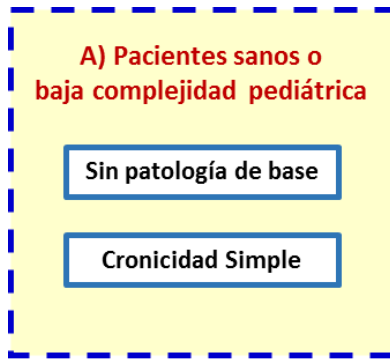 A) Pacientes sanos o
baja complejidad pediátrica
Sin patología de base
Cronicidad Simple